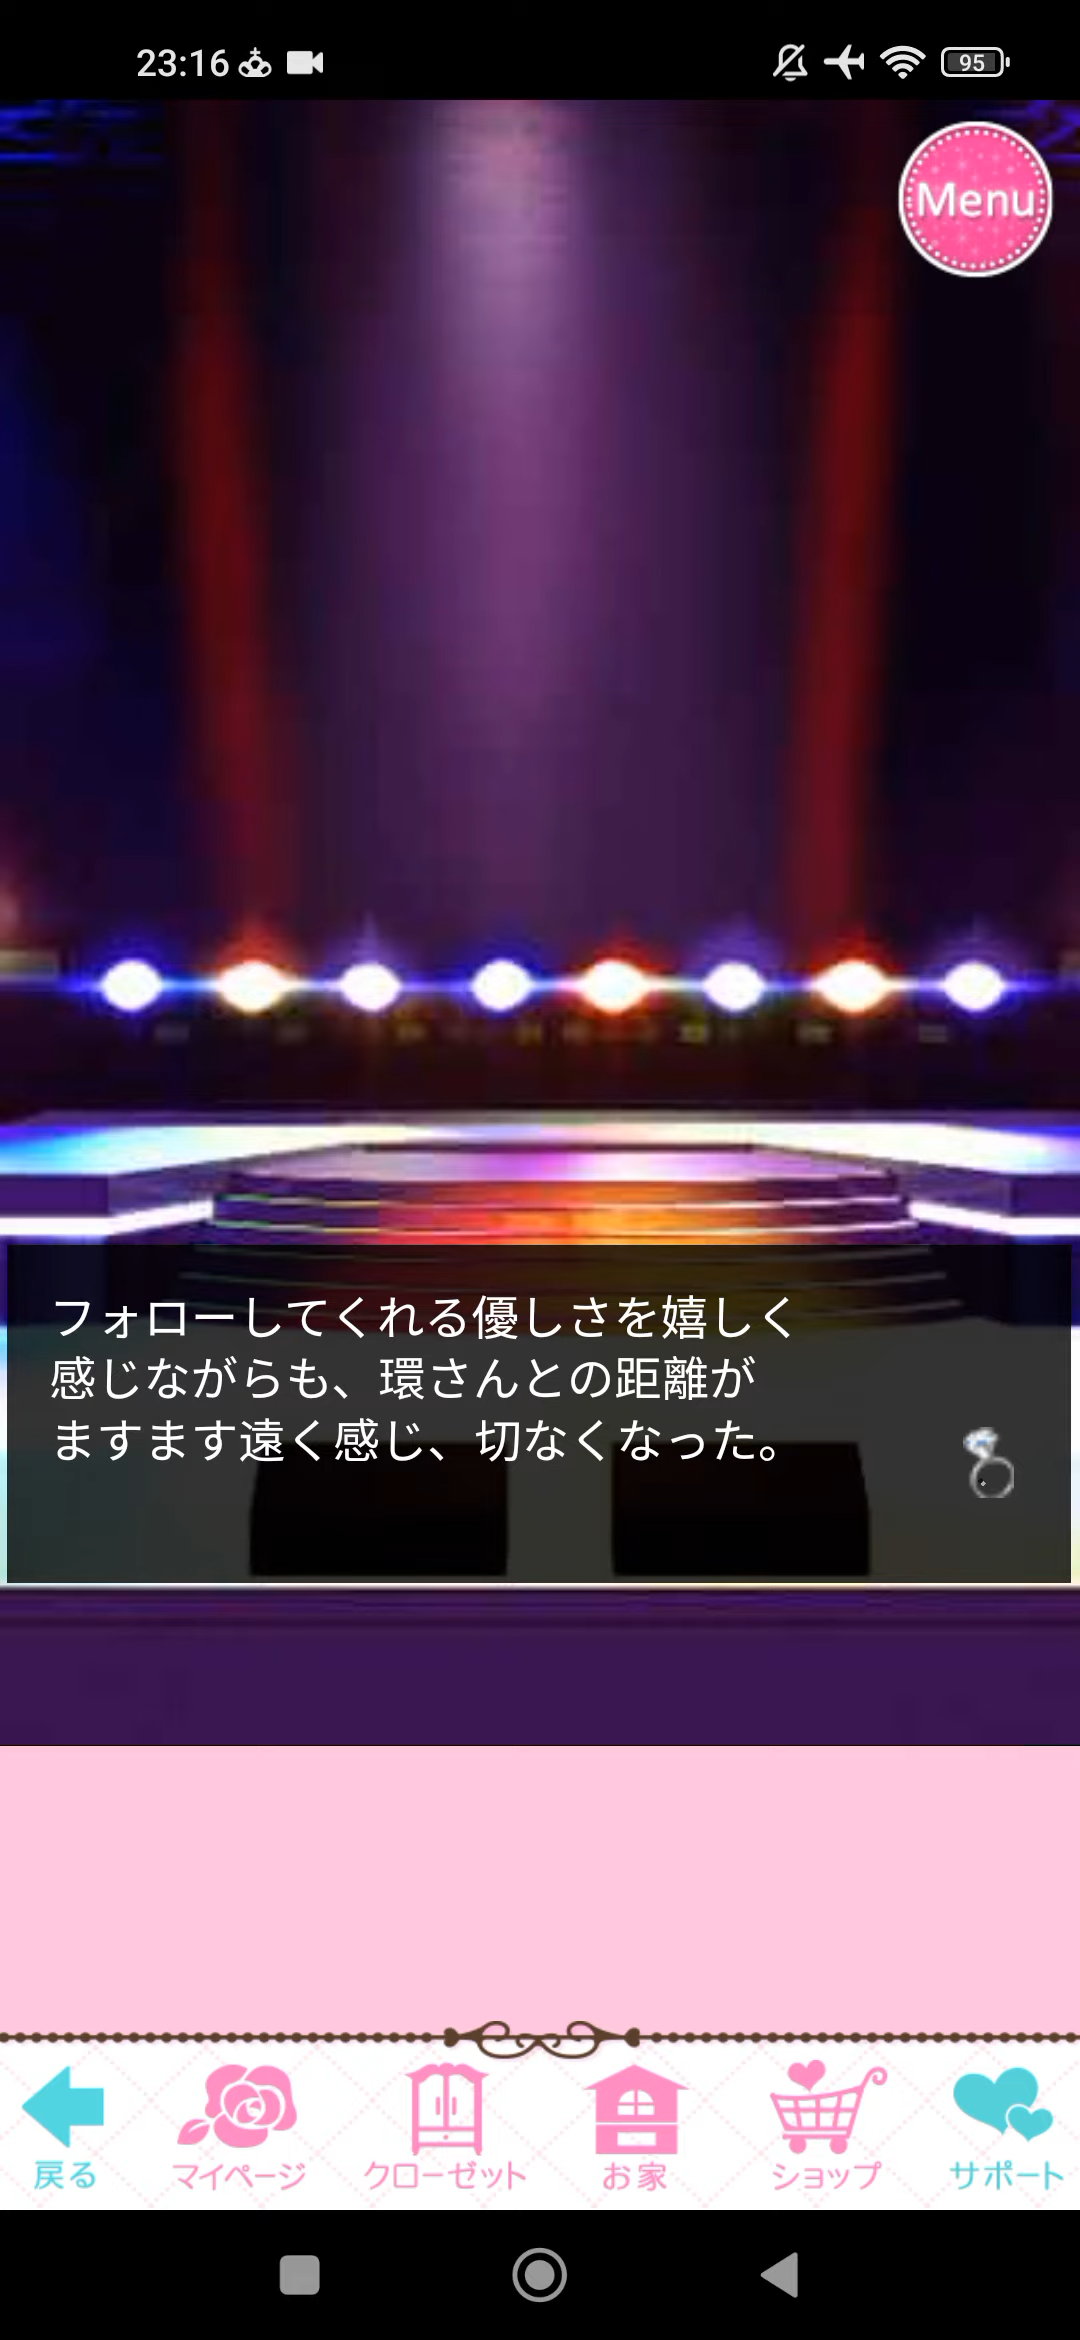 23:16
95
Menu
フォローしてくれる優しさを嬉しく
感じながらも、環さんとの距離が
ますます遠く感じ、切なくなった。
戻る
マイページ
クローゼット
お家
ショップ
サポート